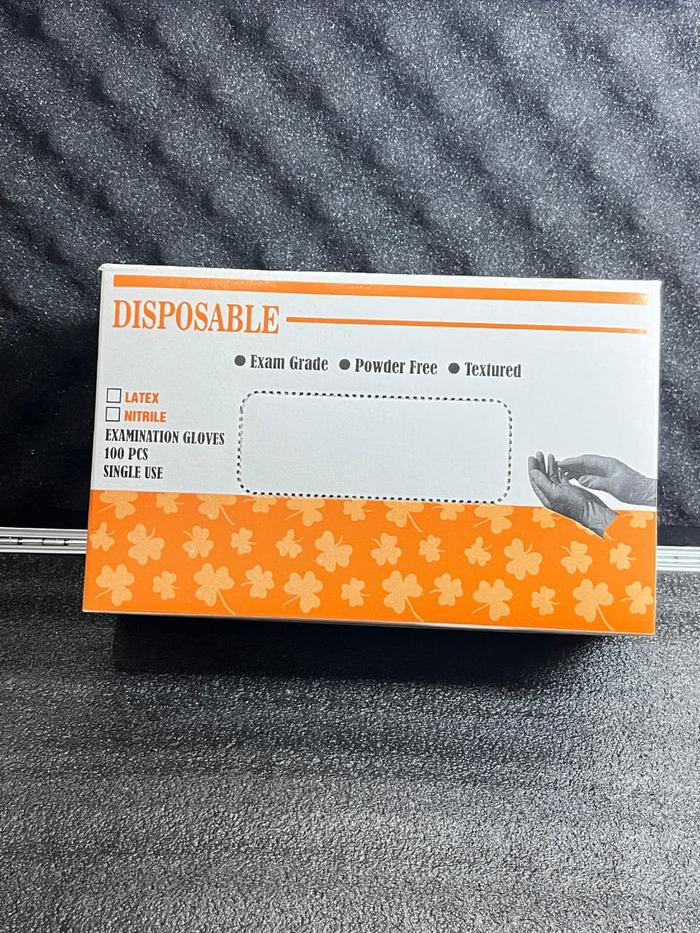 DISPOSABLE
● Exam Grade ● Powder Free ● Textured
LATEX
NITRILE
EXAMINATION GLOVES
100 PCS
SINGLE USE